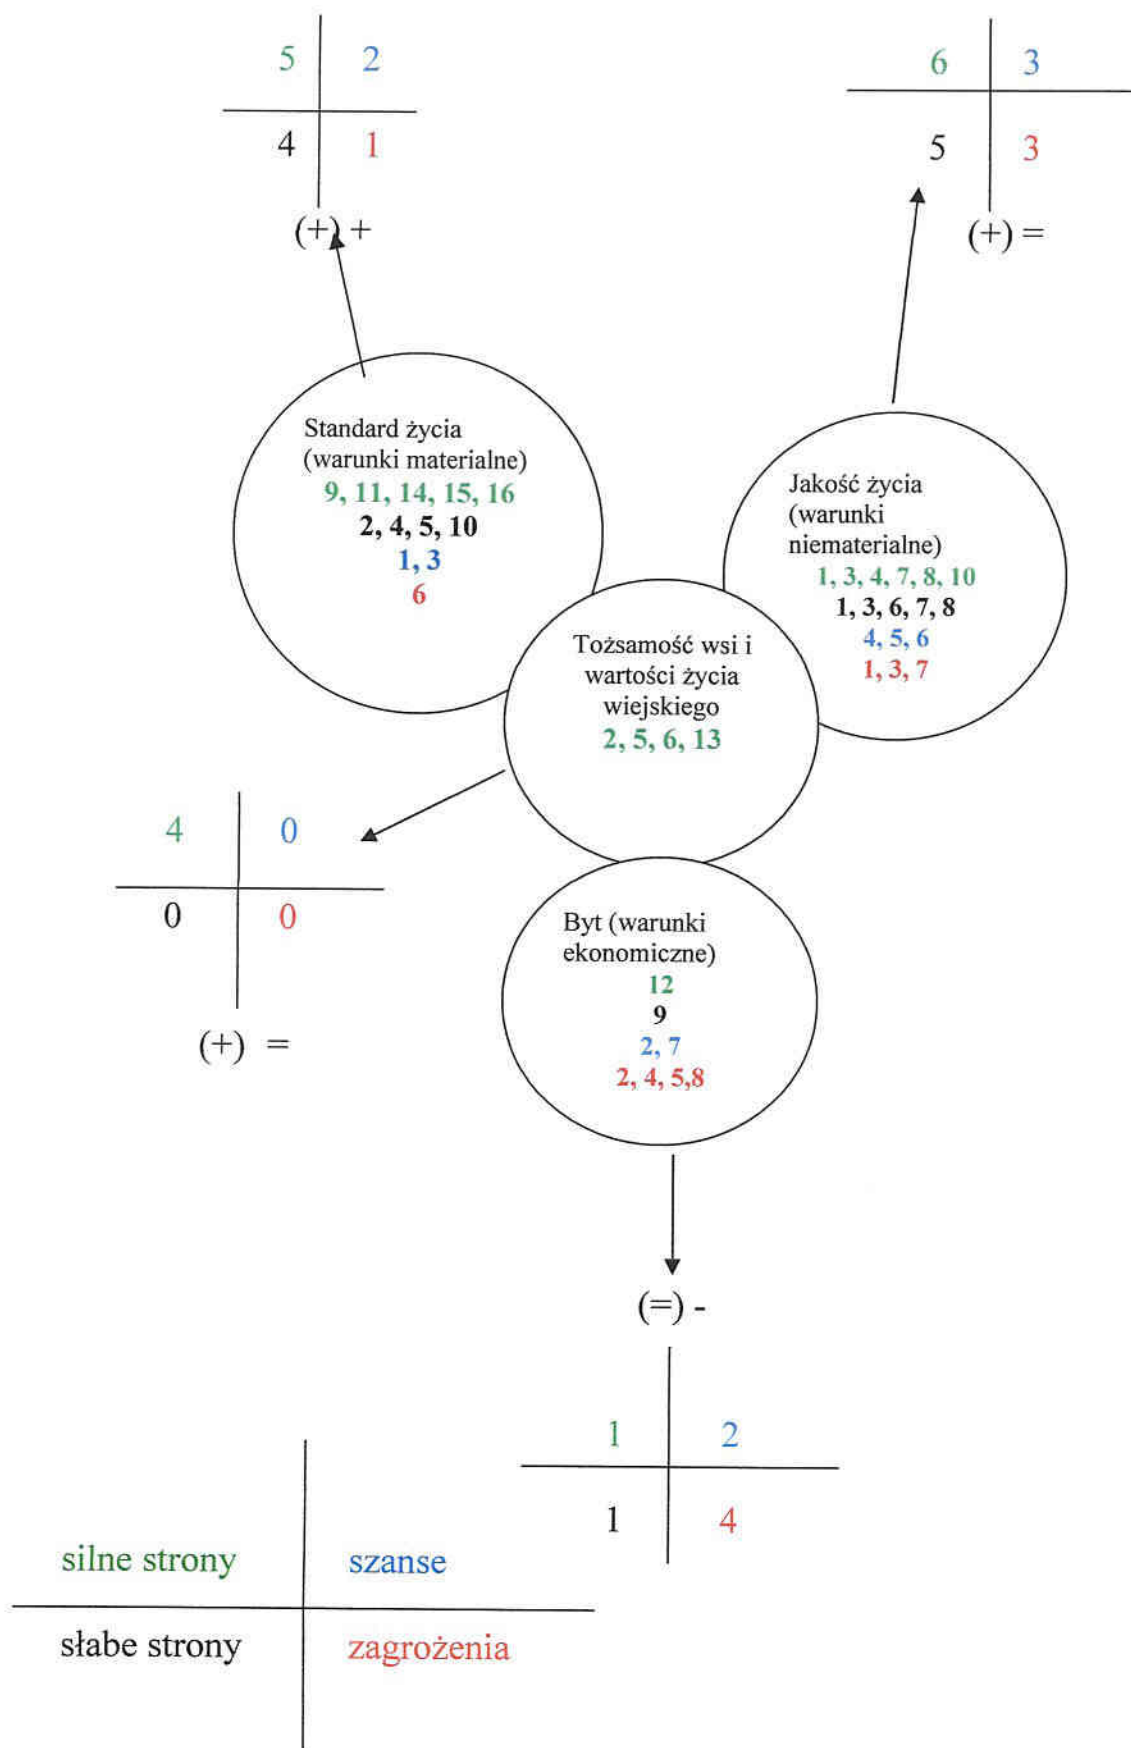 5 2
4 1
(+) +
6 3
5 3
(+) =
Standard życia
(warunki materialne)
9, 11, 14, 15, 16
2, 4, 5, 10
1, 3
6
Jakość życia
(warunki
niematerialne)
1, 3, 4, 7, 8, 10
1, 3, 6, 7, 8
4, 5, 6
1, 3, 7
Tożsamość wsi i
wartości życia
wiejskiego
2, 5, 6, 13
4 0
0 0
(+) =
Byt (warunki
ekonomiczne)
12
9
2, 7
2, 4, 5,8
(=) -
1 2
1 4
silne strony szanse
słabe strony zagrożenia